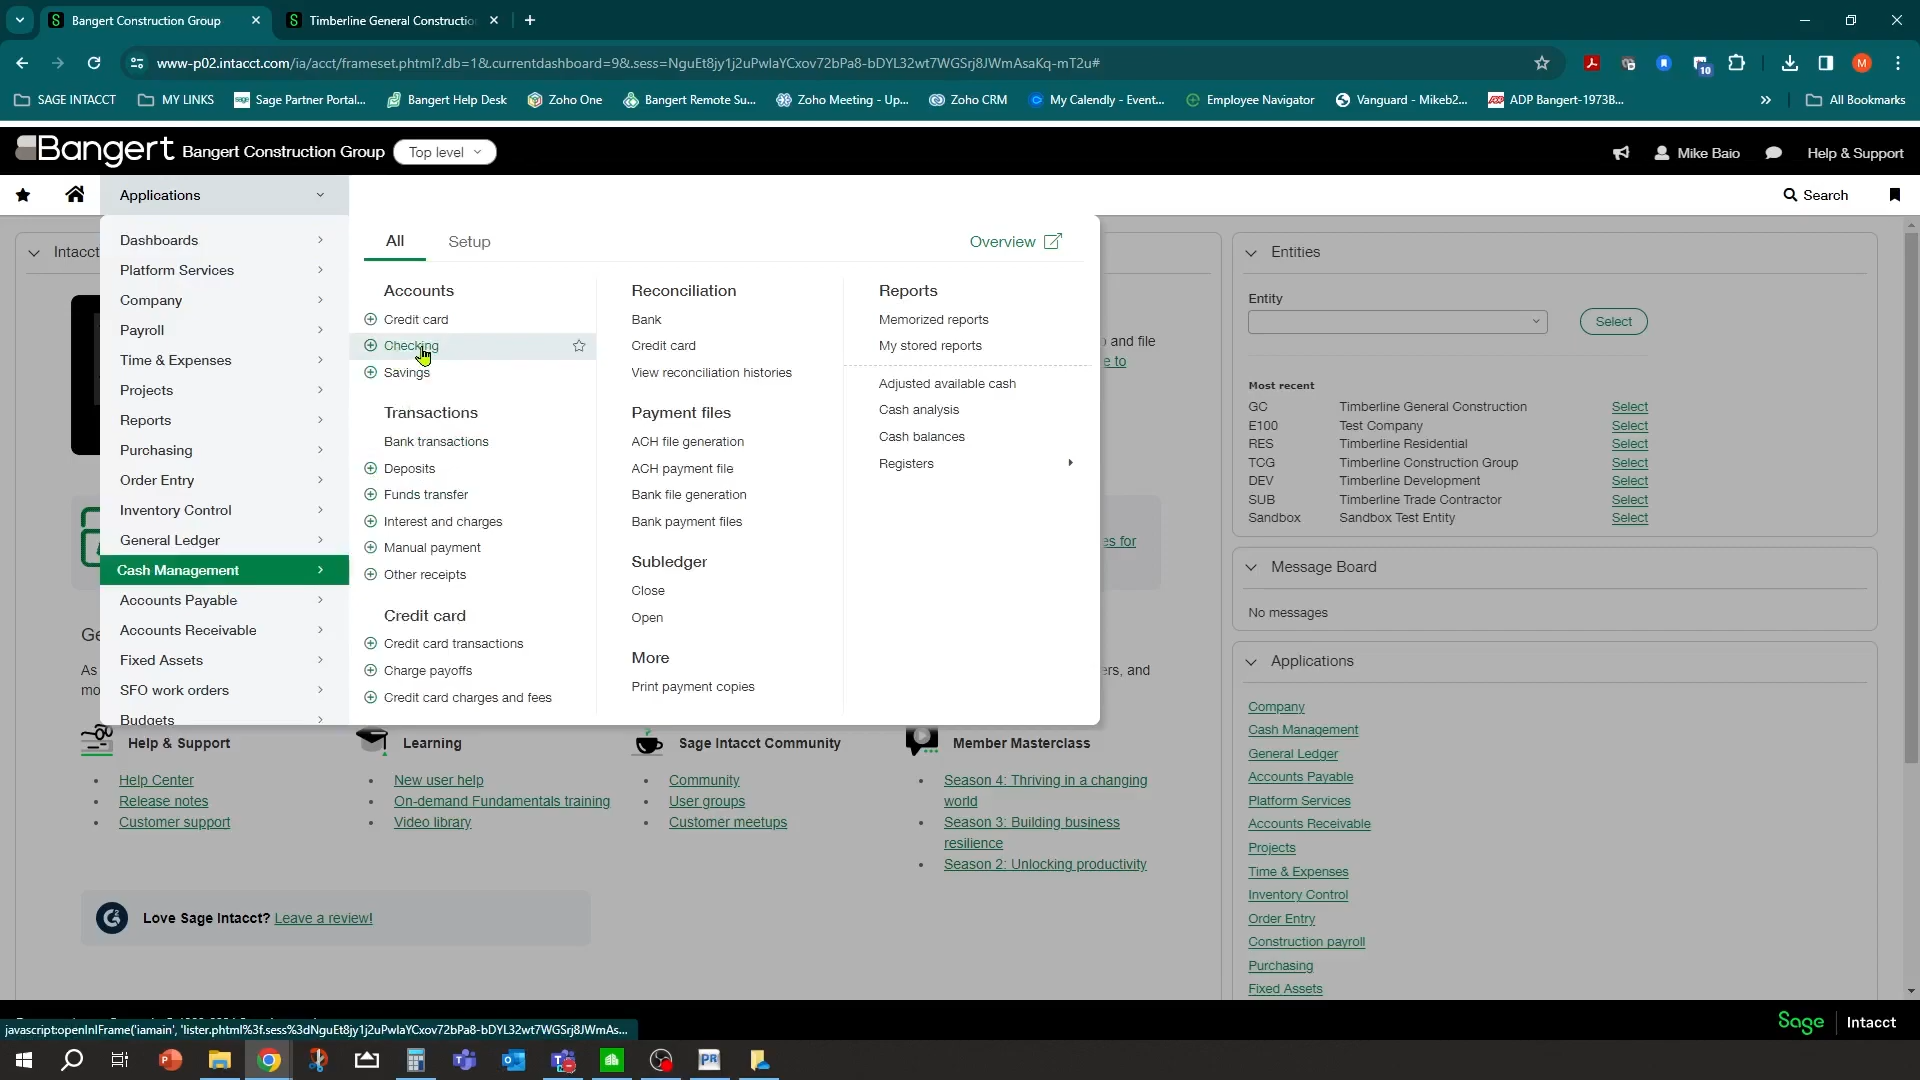 Bangert Construction Group
Timberline General Constructio
www-p02.intacct.com/ia/acct/frameset.phtml?.db=1&.currentdashboard=9&.sess=NguEt8jy1j2uPwlaYCxov72bPa8-bDYL32wt7WGSrj8JWmAsaKq-mT2u#
10
M
SAGE INTACCT
MY LINKS
Sage Partner Portal...
Bangert Help Desk
Zoho One
Bangert Remote Su...
Zoho Meeting - Up...
Zoho CRM
My Calendly - Event...
Employee Navigator
Vanguard - Mikeb2...
ADP Bangert-1973B...
All Bookmarks
Bangert
Bangert Construction Group
Top level
Mike Baio
Help & Support
Applications
Search
Intacct
Dashboards
Platform Services
Company
Payroll
Time & Expenses
Projects
Reports
Purchasing
Order Entry
Inventory Control
General Ledger
Cash Management
Accounts Payable
Accounts Receivable
Fixed Assets
SFO work orders
Budgets
All
Setup
Overview
Accounts
Credit card
Checking
Savings
Transactions
Bank transactions
Deposits
Funds transfer
Interest and charges
Manual payment
Other receipts
Credit card
Credit card transactions
Charge payoffs
Credit card charges and fees
Reconciliation
Bank
Credit card
View reconciliation histories
Payment files
ACH file generation
ACH payment file
Bank file generation
Bank payment files
Subledger
Close
Open
More
Print payment copies
Reports
Memorized reports
My stored reports
Adjusted available cash
Cash analysis
Cash balances
Registers
and file
e to
es for
Ge
As
mo
ers, and
Entities
Entity
Select
Most recent
GC Timberline General Construction Select
E100 Test Company Select
RES Timberline Residential Select
TCG Timberline Construction Group Select
DEV Timberline Development Select
SUB Timberline Trade Contractor Select
Sandbox Sandbox Test Entity Select
Message Board
No messages
Applications
Company
Cash Management
General Ledger
Accounts Payable
Platform Services
Accounts Receivable
Projects
Time & Expenses
Inventory Control
Order Entry
Construction payroll
Purchasing
Fixed Assets
Help & Support
Help Center
Release notes
Customer support
Learning
New user help
On-demand Fundamentals training
Video library
Sage Intacct Community
Community
User groups
Customer meetups
Member Masterclass
Season 4: Thriving in a changing
world
Season 3: Building business
resilience
Season 2: Unlocking productivity
Love Sage Intacct? Leave a review!
javascript:openInIFrame('iamain', 'lister.phtml%3f.sess%3dNguEt8jy1j2uPwlaYCxov72bPa8-bDYL32wt7WGSrj8JWmAs...
Sage
Intacct